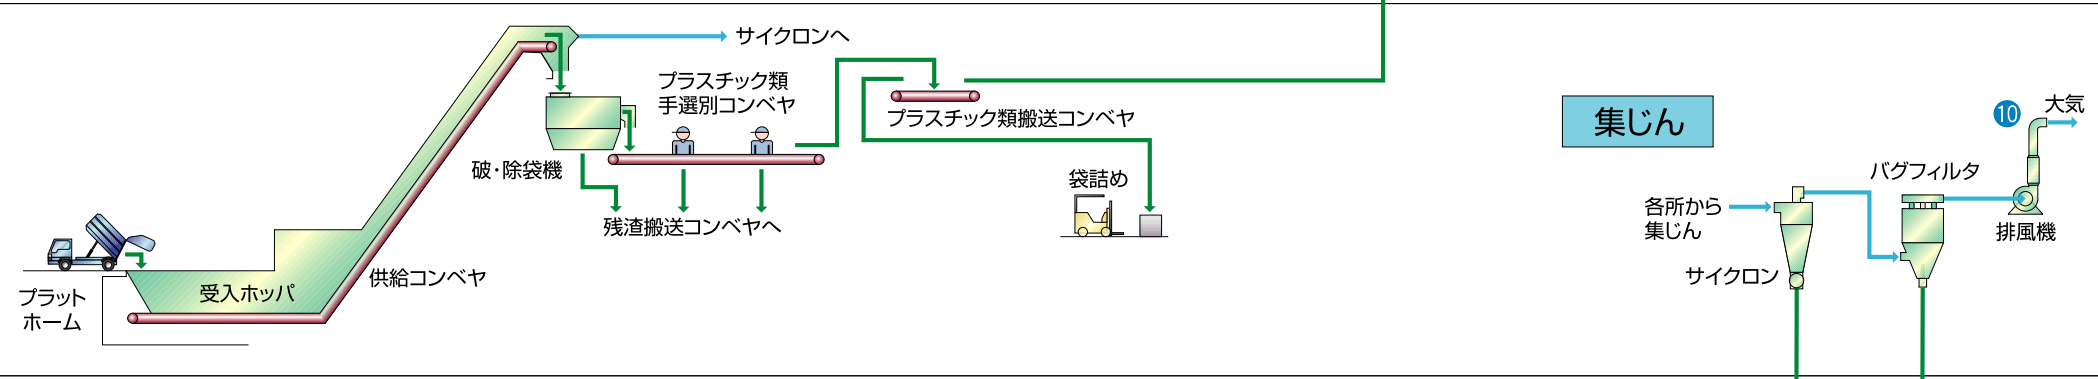 サイクロンへ
プラスチック類
手選別コンベヤ
プラスチック類搬送コンベヤ
破・除袋機
残渣搬送コンベヤへ
袋詰め
供給コンベヤ
受入ホッパ
プラット
ホーム
集じん
10
大気
バグフィルタ
各所から
集じん
排風機
サイクロン